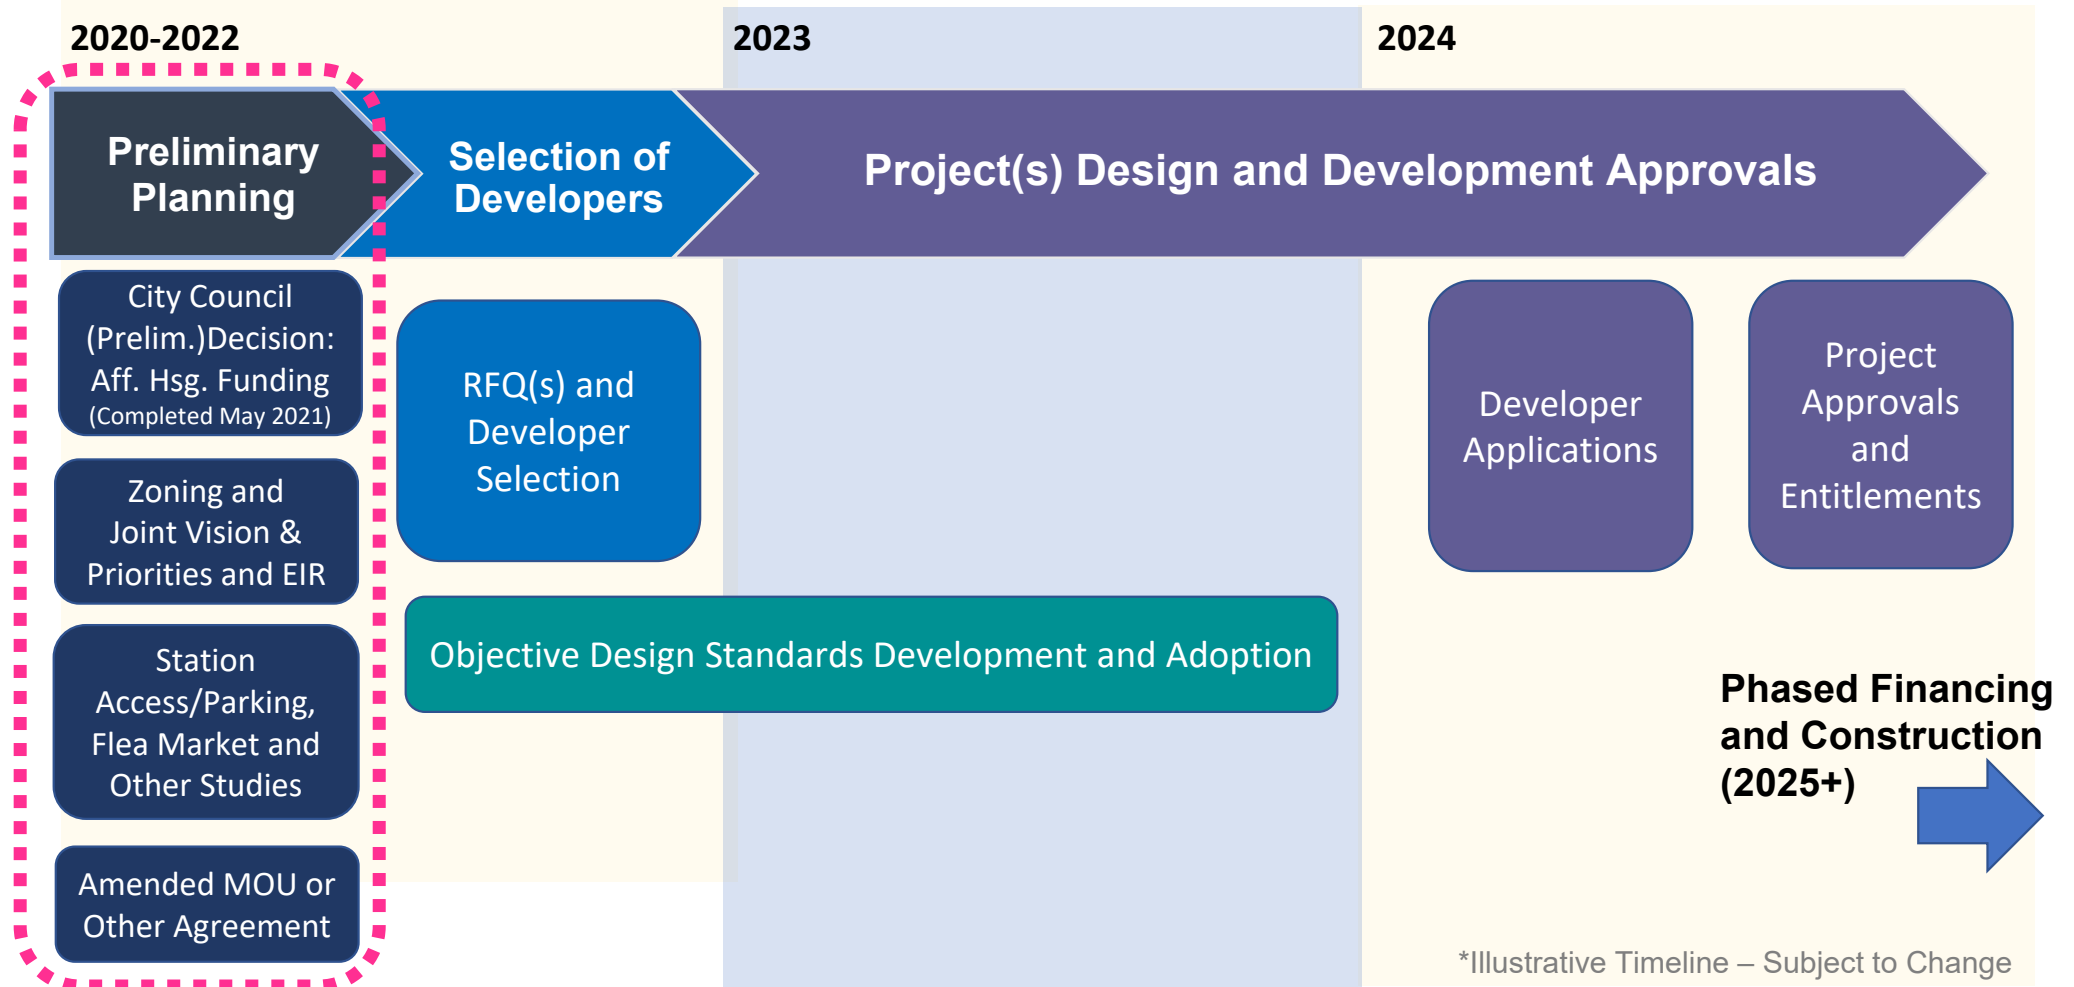 2020-2022
2023
2024
Preliminary
Planning
Selection of
Developers
Project(s) Design and Development Approvals
City Council
(Prelim.)Decision:
Aff. Hsg. Funding
(Completed May 2021)
Zoning and
Joint Vision &
Priorities and EIR
Station
Access/Parking,
Flea Market and
Other Studies
Amended MOU or
Other Agreement
RFQ(s) and
Developer
Selection
Objective Design Standards Development and Adoption
Developer
Applications
Project
Approvals
and
Entitlements
Phased Financing
and Construction
(2025+)
*Illustrative Timeline – Subject to Change